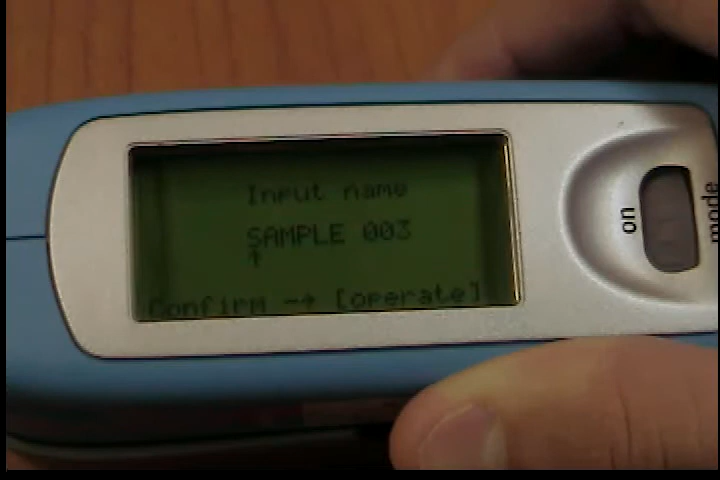 Input name
SAMPLE 003
↑
Confirm → [operate]
on
mode